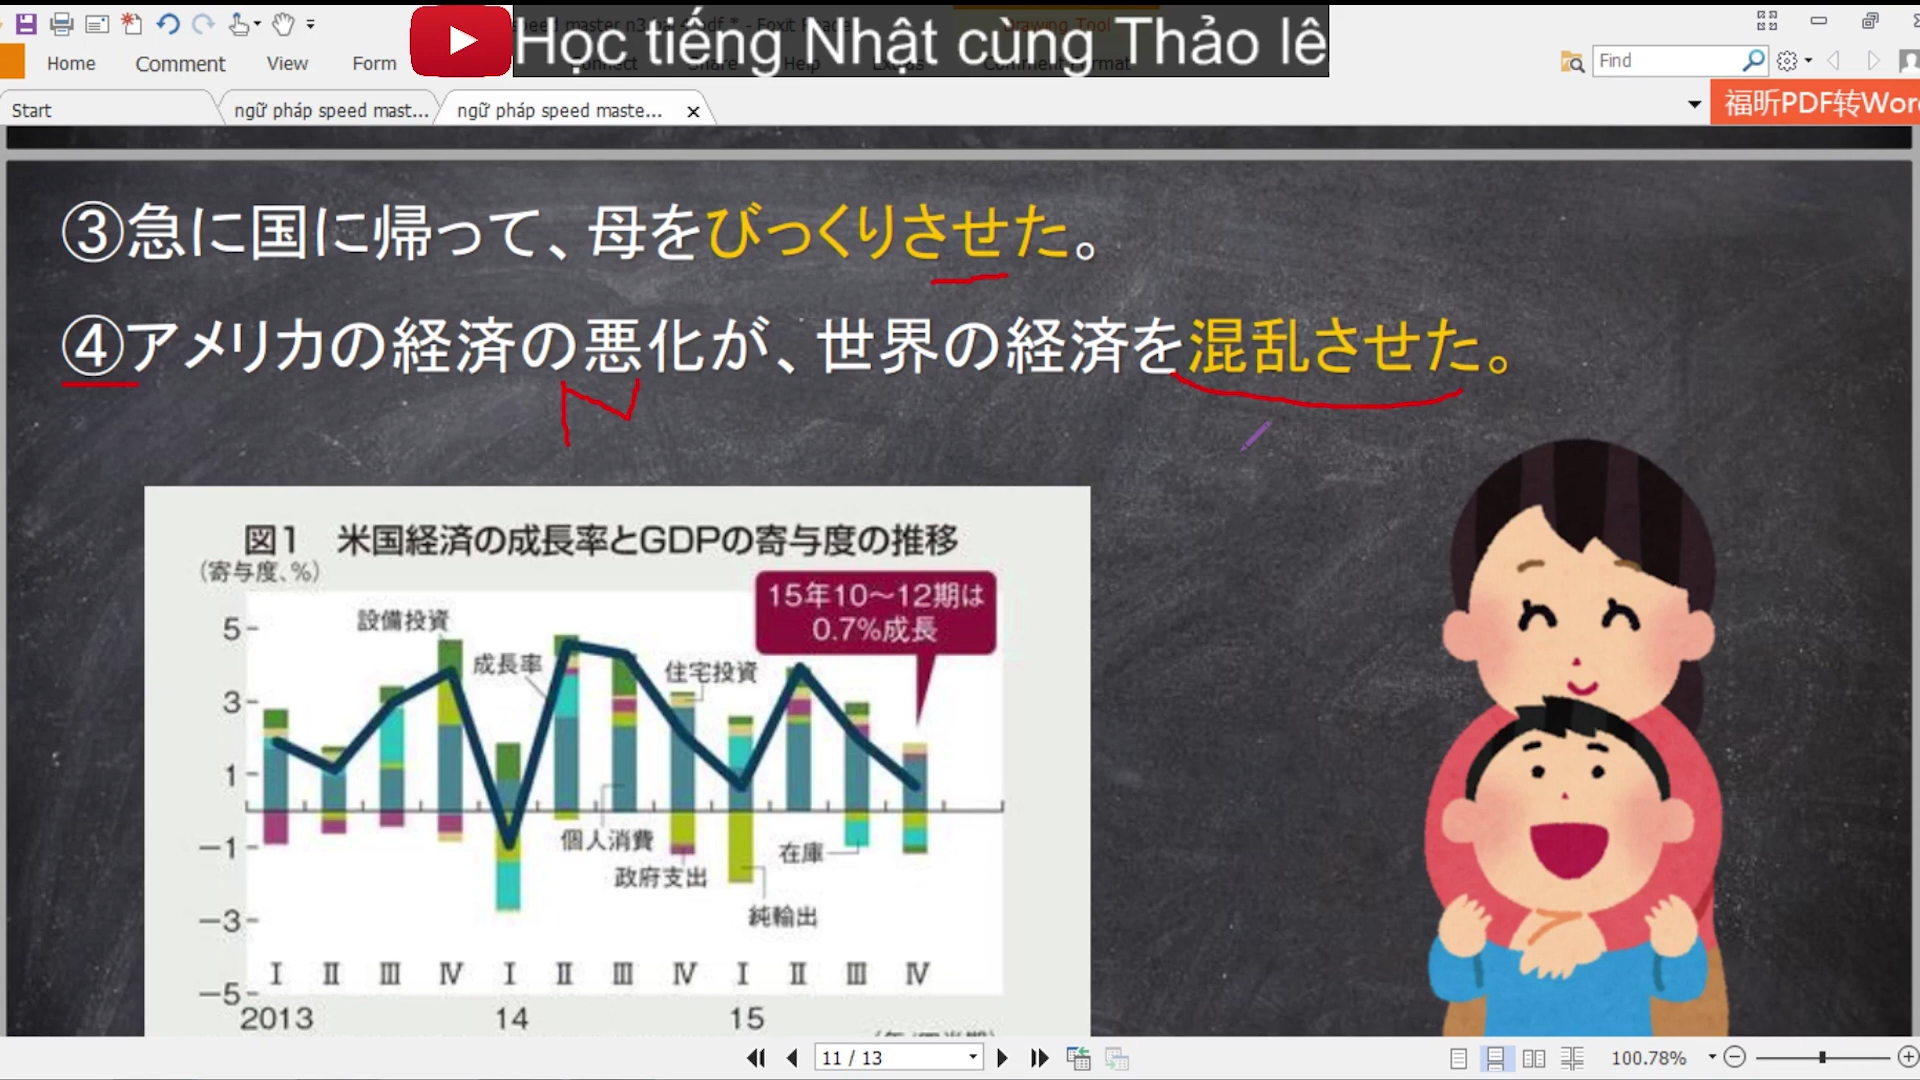 Học tiếng Nhật cùng Thảo lê
Home Comment View Form
Find
Start ngữ pháp speed mast... ngữ pháp speed maste...
福昕PDF转Wor
③急に国に帰って、母をびっくりさせた。
④アメリカの経済の悪化が、世界の経済を混乱させた。
図1 米国経済の成長率とGDPの寄与度の推移
(寄与度、%)
15年10〜12期は
0.7%成長
設備投資
成長率
住宅投資
個人消費
政府支出
在庫
純輸出
5
3
1
−1
−3
−5
Ⅰ Ⅱ Ⅲ Ⅳ Ⅰ Ⅱ Ⅲ Ⅳ Ⅰ Ⅱ Ⅲ Ⅳ
2013 14 15
11 / 13
100.78%